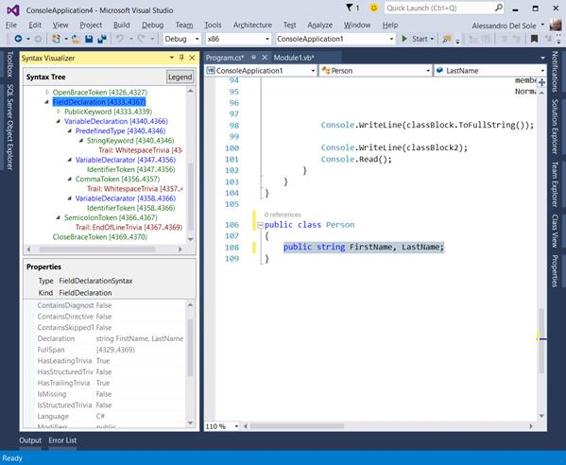 ConsoleApplication4 - Microsoft Visual Studio
1
Quick Launch (Ctrl+Q)
File Edit View Project Build Debug Team
Tools Architecture Test Analyze Window Help
Alessandro Del Sole
Debug x86 ConsoleApplication1 Start
Toolbox
SQL Server Object Explorer
Syntax Visualizer
Syntax Tree
Legend
OpenBraceToken [4326..4327)
FieldDeclaration [4333..4367)
PublicKeyword [4333..4339)
VariableDeclaration [4340..4366)
PredefinedType [4340..4346)
StringKeyword [4340..4346)
Trail: WhitespaceTrivia [43
VariableDeclarator [4347..4356)
IdentifierToken [4347..4356)
CommaToken [4356..4357)
Trail: WhitespaceTrivia [4357..4
VariableDeclarator [4358..4366)
IdentifierToken [4358..4366)
SemicolonToken [4366..4367)
Trail: EndOfLineTrivia [4367..4369)
CloseBraceToken [4369..4370)
Properties
Type FieldDeclarationSyntax
Kind FieldDeclaration
ContainsDiagnost False
ContainsDirective False
ContainsSkippedT False
Declaration string FirstName, LastName
FullSpan [4329..4369)
HasLeadingTrivia True
HasStructuredTriv False
HasTrailingTrivia True
IsMissing False
IsStructuredTrivia False
Language C#
Modifiers public
Program.cs* Module1.vb*
ConsoleApplication1 Person LastName
94 memb
95 Norma
96
97
98 Console.WriteLine(classBlock.ToFullString());
99
100 Console.WriteLine(classBlock2);
101 Console.Read();
102 }
103 }
104 }
105
0 references
106 public class Person
107 {
108 public string FirstName, LastName;
109 }
110 %
Notifications
Solution Explorer
Team Explorer
Class View
Properties
Output Error List
Ready